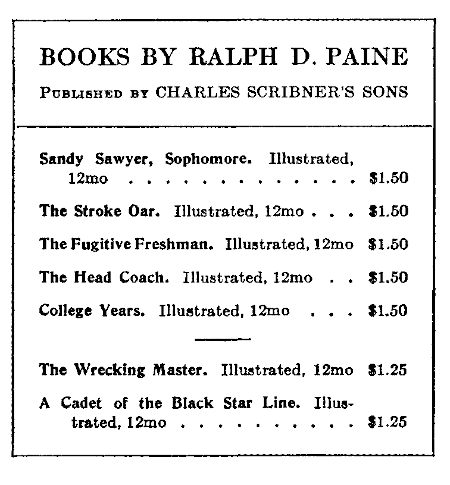 BOOKS BY RALPH D. PAINE
PUBLISHED BY CHARLES SCRIBNER'S SONS
Sandy Sawyer, Sophomore. Illustrated,
12mo . . . . . . . . . . . . . $1.50
The Stroke Oar. Illustrated, 12mo . . . $1.50
The Fugitive Freshman. Illustrated, 12mo $1.50
The Head Coach. Illustrated, 12mo . . $1.50
College Years. Illustrated, 12mo . . . $1.50
The Wrecking Master. Illustrated, 12mo $1.25
A Cadet of the Black Star Line. Illus-
trated, 12mo . . . . . . . . . . $1.25